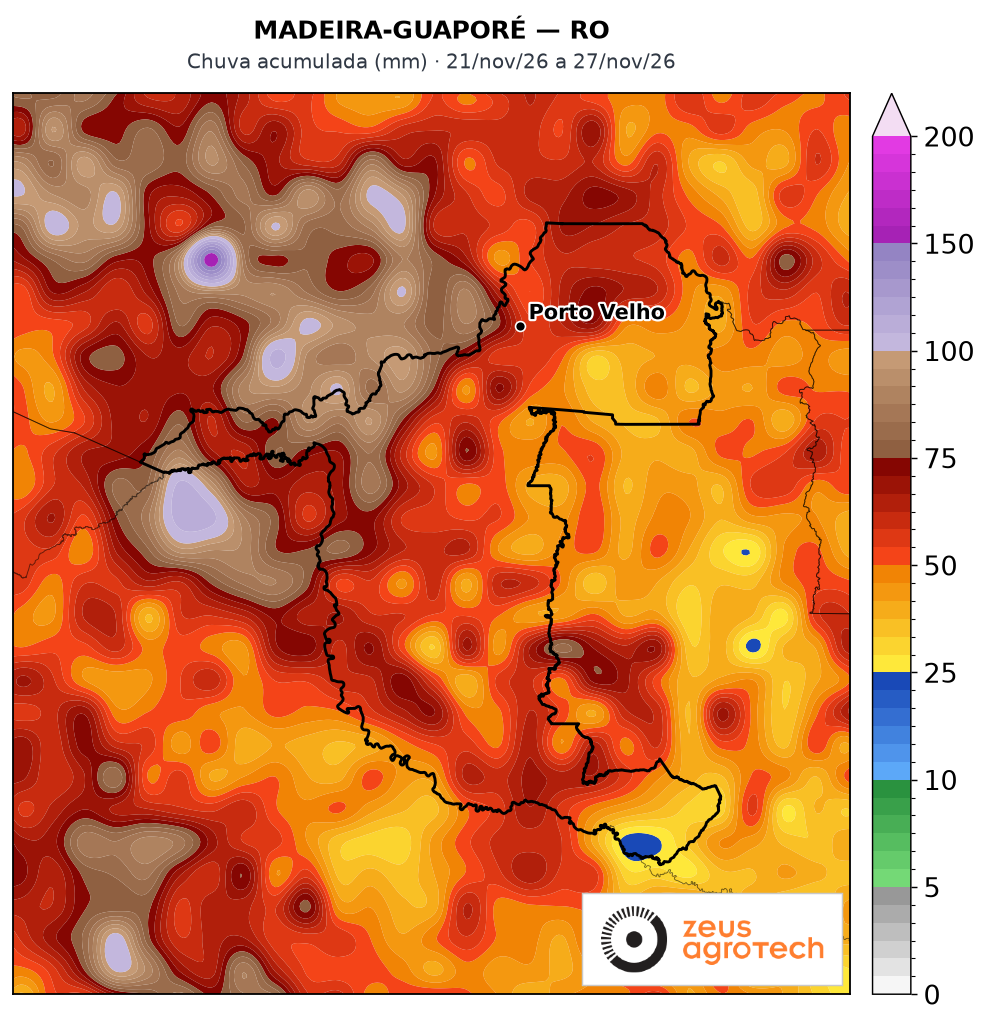 MADEIRA-GUAPORÉ — RO
Chuva acumulada (mm) · 21/nov/26 a 27/nov/26
Porto Velho
200
150
100
75
50
25
10
5
0
zeus
agrotech